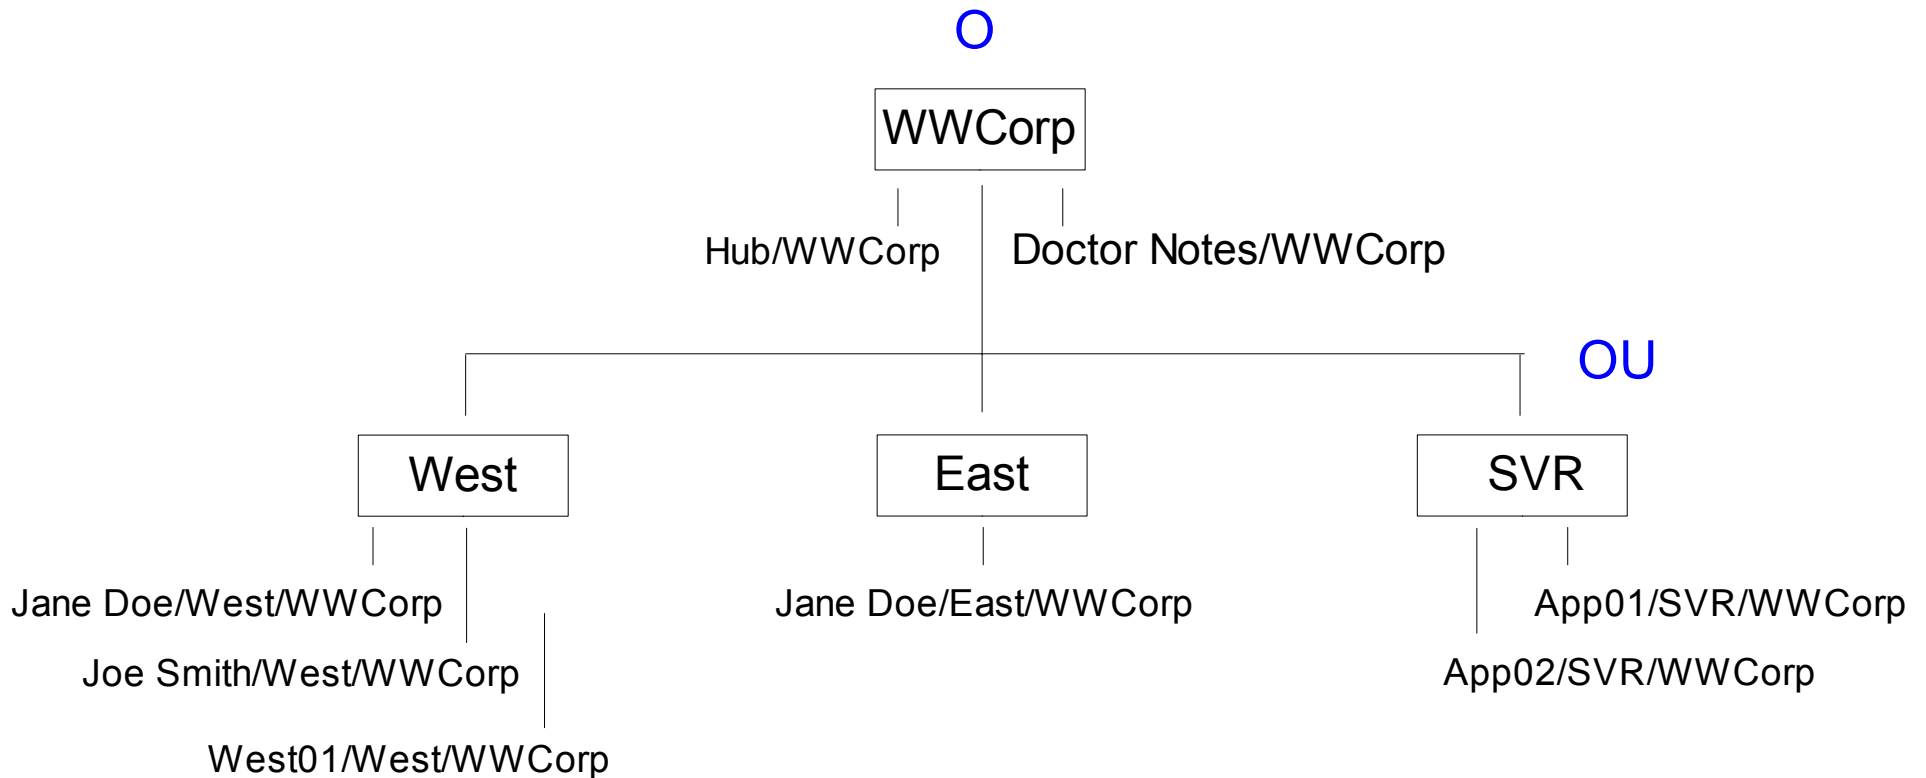 O
WWCorp
Hub/WWCorp
Doctor Notes/WWCorp
OU
West
East
SVR
Jane Doe/West/WWCorp
Jane Doe/East/WWCorp
App01/SVR/WWCorp
Joe Smith/West/WWCorp
App02/SVR/WWCorp
West01/West/WWCorp